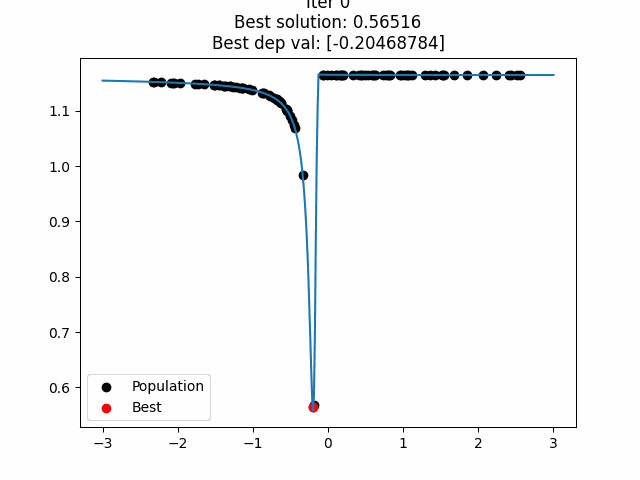 Iter 0
Best solution: 0.56516
Best dep val: [-0.20468784]
1.1
1.0
0.9
0.8
0.7
0.6
Population
Best
−3 −2 −1 0 1 2 3